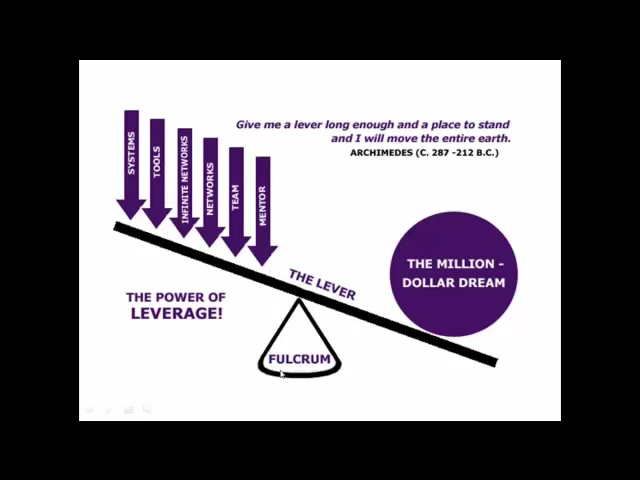 Give me a lever long enough and a place to stand
and I will move the entire earth.
ARCHIMEDES (C. 287 -212 B.C.)
SYSTEMS
TOOLS
INFINITE NETWORKS
NETWORKS
TEAM
MENTOR
THE LEVER
THE MILLION -
DOLLAR DREAM
THE POWER OF
LEVERAGE!
FULCRUM